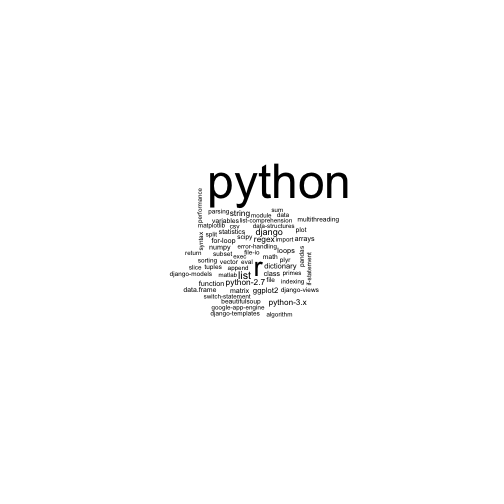 python
performance
parsing string module sum data
variables list-comprehension multithreading
matplotlib csv data-structures
split statistics django plot
syntax for-loop scipy regex import arrays
numpy error-handling
return subset file-io loops
exec math pandas
sorting vector eval plyr
slice tuples append r dictionary if-statement
django-models matlab list class primes
function python-2.7 file indexing
data.frame matrix ggplot2 django-views
switch-statement
beautifulsoup python-3.x
google-app-engine
django-templates algorithm